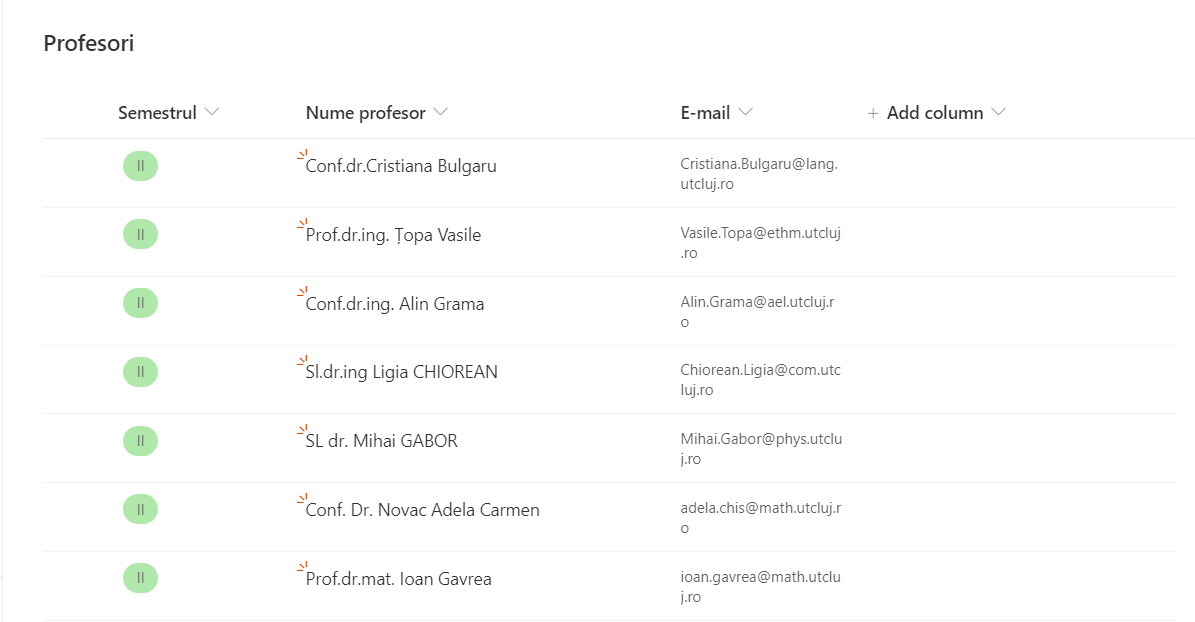 Profesori
Semestrul Nume profesor E-mail + Add column
II Conf.dr.Cristiana Bulgaru Cristiana.Bulgaru@lang.
utcluj.ro
II Prof.dr.ing. Țopa Vasile Vasile.Topa@ethm.utcluj
.ro
II Conf.dr.ing. Alin Grama Alin.Grama@ael.utcluj.r
o
II Sl.dr.ing Ligia CHIOREAN Chiorean.Ligia@com.utc
luj.ro
II SL dr. Mihai GABOR Mihai.Gabor@phys.utclu
j.ro
II Conf. Dr. Novac Adela Carmen adela.chis@math.utcluj.r
o
II Prof.dr.mat. Ioan Gavrea ioan.gavrea@math.utclu
j.ro